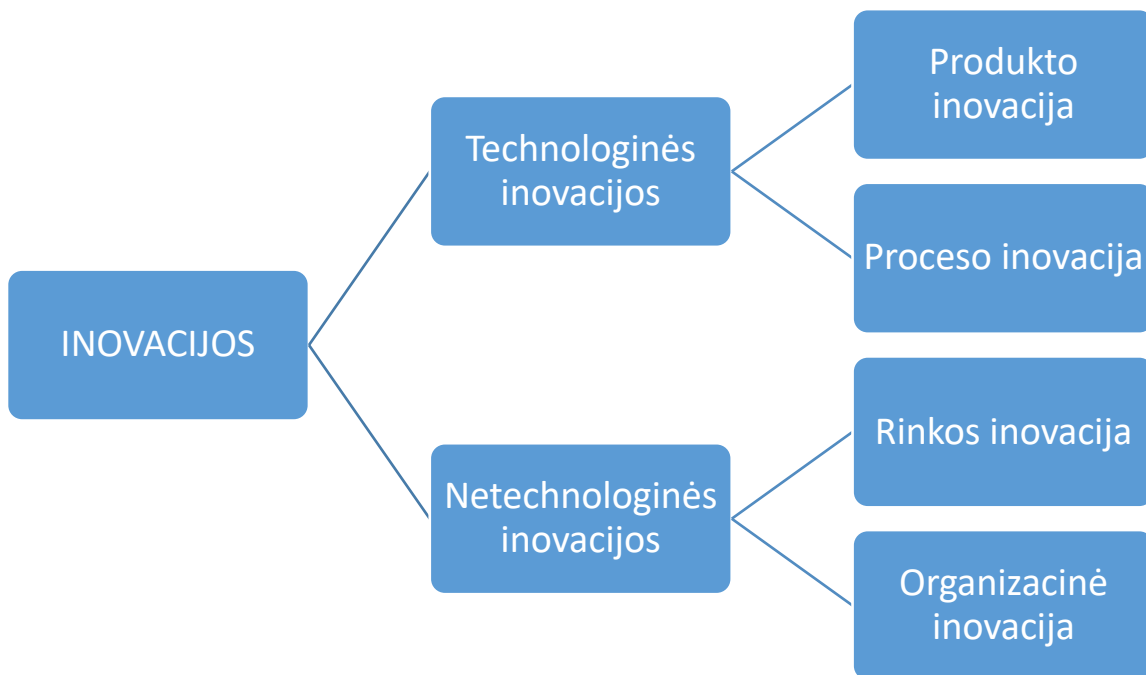 INOVACIJOS
Technologinės
inovacijos
Produkto
inovacija
Proceso inovacija
Netechnologinės
inovacijos
Rinkos inovacija
Organizacinė
inovacija